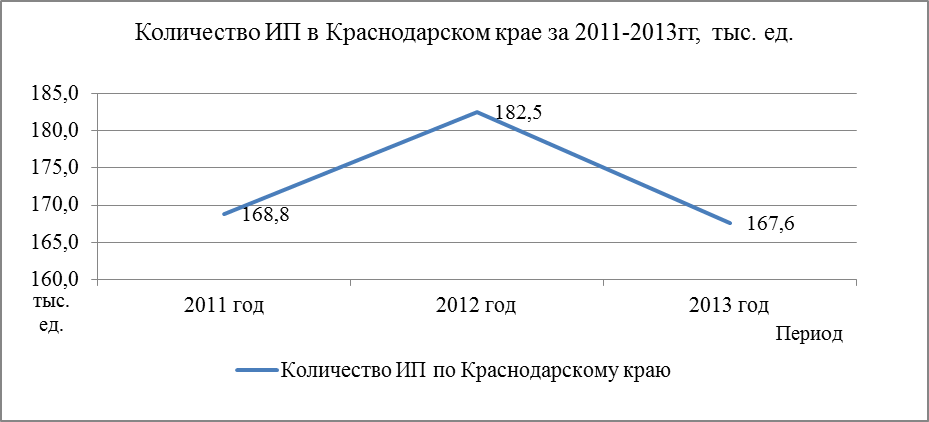 Количество ИП в Краснодарском крае за 2011-2013гг, тыс. ед.
185,0
180,0
175,0
170,0
165,0
160,0
тыс.
ед.
182,5
168,8
167,6
2011 год
2012 год
2013 год
Период
Количество ИП по Краснодарскому краю